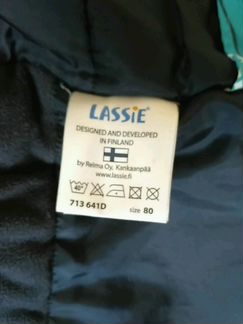 LASSiE
DESIGNED AND DEVELOPED
IN FINLAND
by Reima Oy, Kankaanpää
www.lassie.fi
40°
713 641D size 80